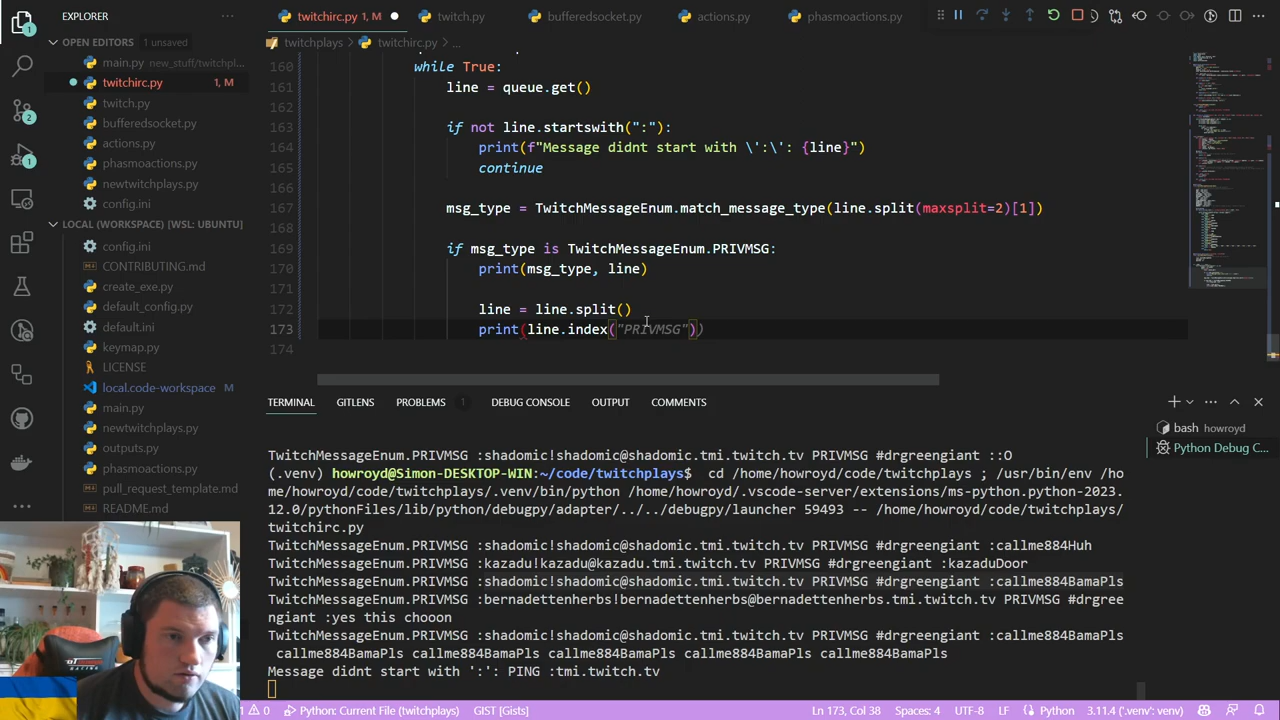 EXPLORER
OPEN EDITORS 1 unsaved
main.py new_stuff/twitchpl...
twitchirc.py 1, M
twitch.py
bufferedsocket.py
actions.py
phasmoactions.py
newtwitchplays.py
config.ini
LOCAL (WORKSPACE) [WSL: UBUNTU]
config.ini
CONTRIBUTING.md
create_exe.py
default_config.py
default.ini
keymap.py
LICENSE
local.code-workspace M
main.py
newtwitchplays.py
outputs.py
phasmoactions.py
pull_request_template.md
README.md
twitchirc.py 1, M
twitch.py
bufferedsocket.py
actions.py
phasmoactions.py
twitchplays > twitchirc.py > ...
160 while True:
161 line = queue.get()
162
163 if not line.startswith(":"):
164 print(f"Message didnt start with \':\': {line}")
165 continue
166
167 msg_type = TwitchMessageEnum.match_message_type(line.split(maxsplit=2)[1])
168
169 if msg_type is TwitchMessageEnum.PRIVMSG:
170 print(msg_type, line)
171
172 line = line.split()
173 print(line.index("PRIVMSG"))
174
TERMINAL GITLENS PROBLEMS 1 DEBUG CONSOLE OUTPUT COMMENTS
bash howroyd
Python Debug C...
TwitchMessageEnum.PRIVMSG :shadomic!shadomic@shadomic.tmi.twitch.tv PRIVMSG #drgreengiant ::O
(.venv) howroyd@Simon-DESKTOP-WIN:~/code/twitchplays$ cd /home/howroyd/code/twitchplays ; /usr/bin/env /ho
me/howroyd/code/twitchplays/.venv/bin/python /home/howroyd/.vscode-server/extensions/ms-python.python-2023.
12.0/pythonFiles/lib/python/debugpy/adapter/../../debugpy/launcher 59493 -- /home/howroyd/code/twitchplays/
twitchirc.py
TwitchMessageEnum.PRIVMSG :shadomic!shadomic@shadomic.tmi.twitch.tv PRIVMSG #drgreengiant :callme884Huh
TwitchMessageEnum.PRIVMSG :kazadu!kazadu@kazadu.tmi.twitch.tv PRIVMSG #drgreengiant :kazaduDoor
TwitchMessageEnum.PRIVMSG :shadomic!shadomic@shadomic.tmi.twitch.tv PRIVMSG #drgreengiant :callme884BamaPls
TwitchMessageEnum.PRIVMSG :bernadettenherbs!bernadettenherbs@bernadettenherbs.tmi.twitch.tv PRIVMSG #drgree
engiant :yes this chooon
TwitchMessageEnum.PRIVMSG :shadomic!shadomic@shadomic.tmi.twitch.tv PRIVMSG #drgreengiant :callme884BamaPls
callme884BamaPls callme884BamaPls callme884BamaPls callme884BamaPls callme884BamaPls
Message didnt start with ':': PING :tmi.twitch.tv
0 Python: Current File (twitchplays) GIST [Gists] Ln 173, Col 38 Spaces: 4 UTF-8 LF Python 3.11.4 ('.venv': venv)